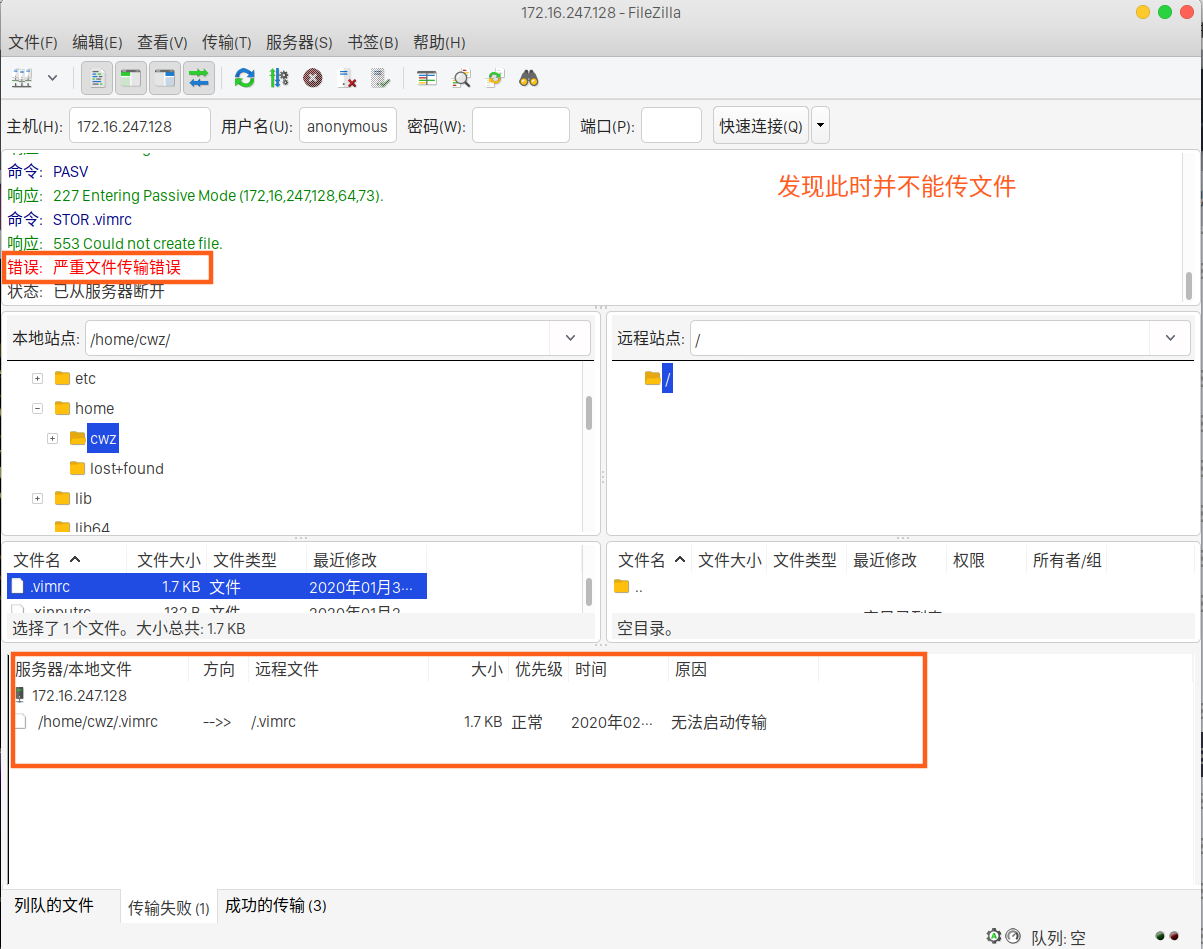 172.16.247.128 - FileZilla
文件(F) 编辑(E) 查看(V) 传输(T) 服务器(S) 书签(B) 帮助(H)
主机(H): 172.16.247.128 用户名(U): anonymous 密码(W): 端口(P): 快速连接(Q)
命令: PASV
响应: 227 Entering Passive Mode (172,16,247,128,64,73).
命令: STOR .vimrc
响应: 553 Could not create file.
错误: 严重文件传输错误
状态: 已从服务器断开
发现此时并不能传文件
本地站点: /home/cwz/
etc
home
cwz
lost+found
lib
lib64
远程站点: /
/
文件名 文件大小 文件类型 最近修改
.vimrc 1.7 KB 文件 2020年01月3···
.xinputrc 132 B 文件 2020年01月2
选择了 1 个文件。大小总共: 1.7 KB
文件名 文件大小 文件类型 最近修改 权限 所有者/组
..
空目录。
服务器/本地文件 方向 远程文件 大小 优先级 时间 原因
172.16.247.128
/home/cwz/.vimrc -->> /.vimrc 1.7 KB 正常 2020年02··· 无法启动传输
列队的文件 传输失败 (1) 成功的传输 (3)
队列: 空